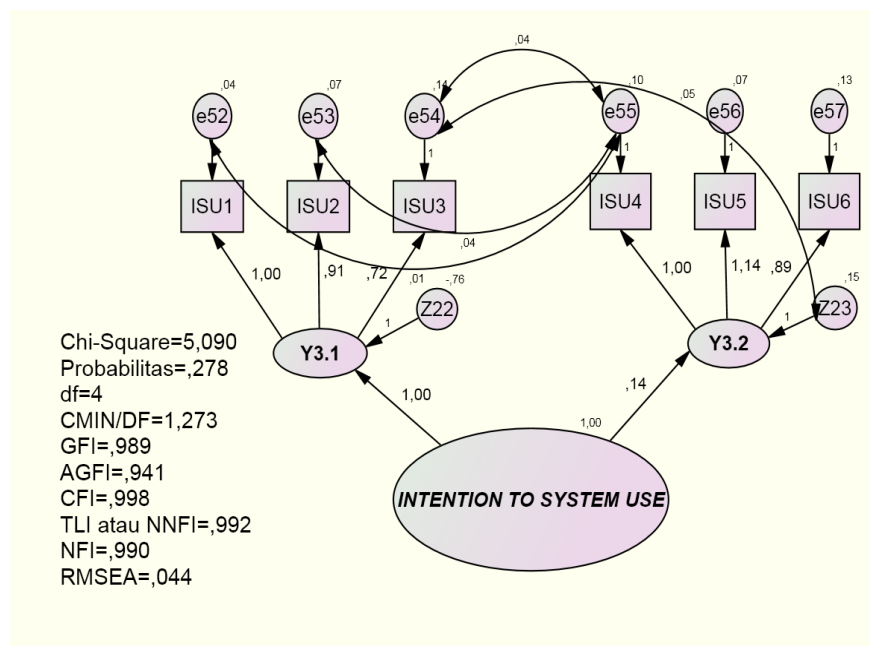 ,04
,04
,07
,14
,10
,07
,13
,05
e52
e53
e54
e55
e56
e57
1
1
1
1
ISU1
ISU2
ISU3
ISU4
ISU5
ISU6
,04
1,00
,91
,72
,01
-,76
1,00
1,14
,89
,15
Z22
Z23
1
1
Y3.1
Y3.2
Chi-Square=5,090
Probabilitas=,278
df=4
CMIN/DF=1,273
GFI=,989
AGFI=,941
CFI=,998
TLI atau NNFI=,992
NFI=,990
RMSEA=,044
1,00
,14
1,00
INTENTION TO SYSTEM USE